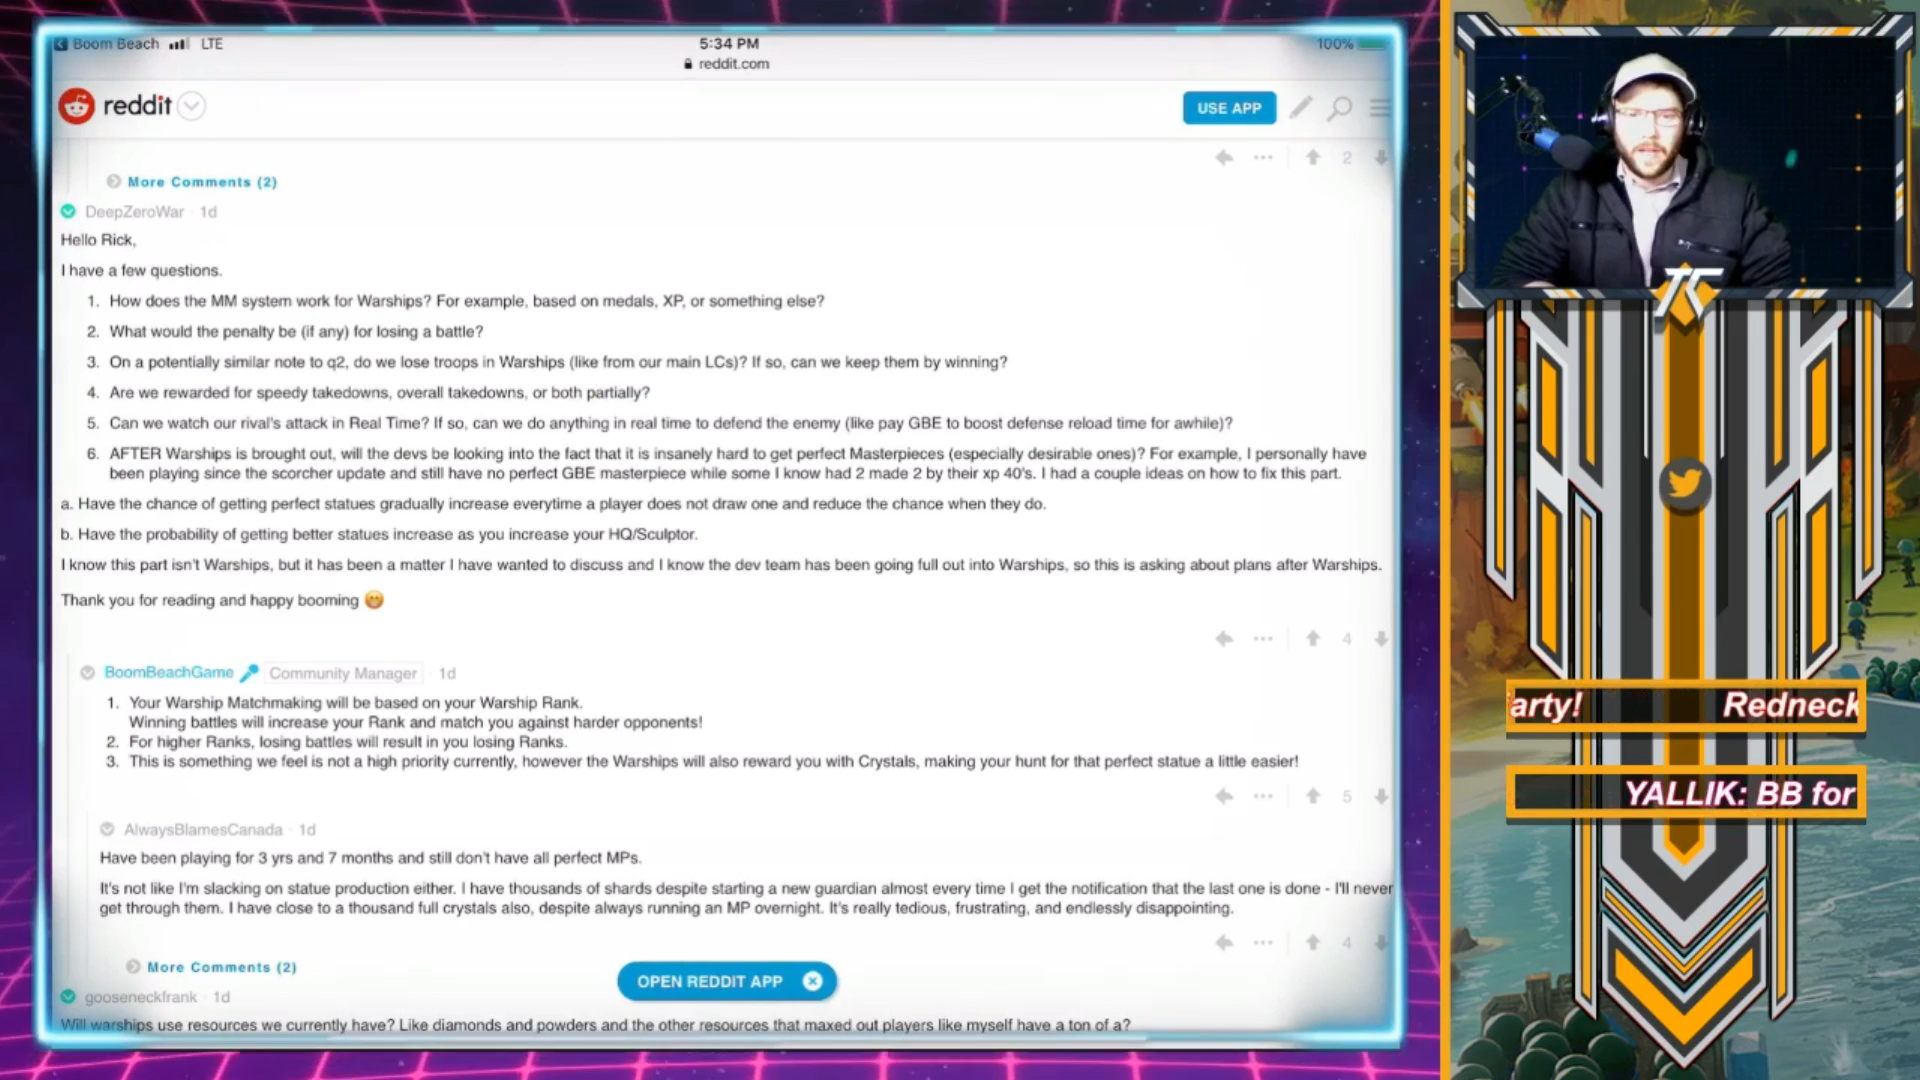 Boom Beach LTE 5:34 PM 100%
reddit.com
reddit USE APP
2
More Comments (2)
DeepZeroWar · 1d
Hello Rick,
I have a few questions.
1. How does the MM system work for Warships? For example, based on medals, XP, or something else?
2. What would the penalty be (if any) for losing a battle?
3. On a potentially similar note to q2, do we lose troops in Warships (like from our main LCs)? If so, can we keep them by winning?
4. Are we rewarded for speedy takedowns, overall takedowns, or both partially?
5. Can we watch our rival's attack in Real Time? If so, can we do anything in real time to defend the enemy (like pay GBE to boost defense reload time for awhile)?
6. AFTER Warships is brought out, will the devs be looking into the fact that it is insanely hard to get perfect Masterpieces (especially desirable ones)? For example, I personally have
been playing since the scorcher update and still have no perfect GBE masterpiece while some I know had 2 made 2 by their xp 40's. I had a couple ideas on how to fix this part.
a. Have the chance of getting perfect statues gradually increase everytime a player does not draw one and reduce the chance when they do.
b. Have the probability of getting better statues increase as you increase your HQ/Sculptor.
I know this part isn't Warships, but it has been a matter I have wanted to discuss and I know the dev team has been going full out into Warships, so this is asking about plans after Warships.
Thank you for reading and happy booming 😁
4
BoomBeachGame Community Manager · 1d
1. Your Warship Matchmaking will be based on your Warship Rank.
Winning battles will increase your Rank and match you against harder opponents!
2. For higher Ranks, losing battles will result in you losing Ranks.
3. This is something we feel is not a high priority currently, however the Warships will also reward you with Crystals, making your hunt for that perfect statue a little easier!
5
AlwaysBlamesCanada · 1d
Have been playing for 3 yrs and 7 months and still don't have all perfect MPs.
It's not like I'm slacking on statue production either. I have thousands of shards despite starting a new guardian almost every time I get the notification that the last one is done - I'll never
get through them. I have close to a thousand full crystals also, despite always running an MP overnight. It's really tedious, frustrating, and endlessly disappointing.
4
More Comments (2)
OPEN REDDIT APP
gooseneckfrank · 1d
Will warships use resources we currently have? Like diamonds and powders and the other resources that maxed out players like myself have a ton of a?
arty! Redneck
YALLIK: BB for